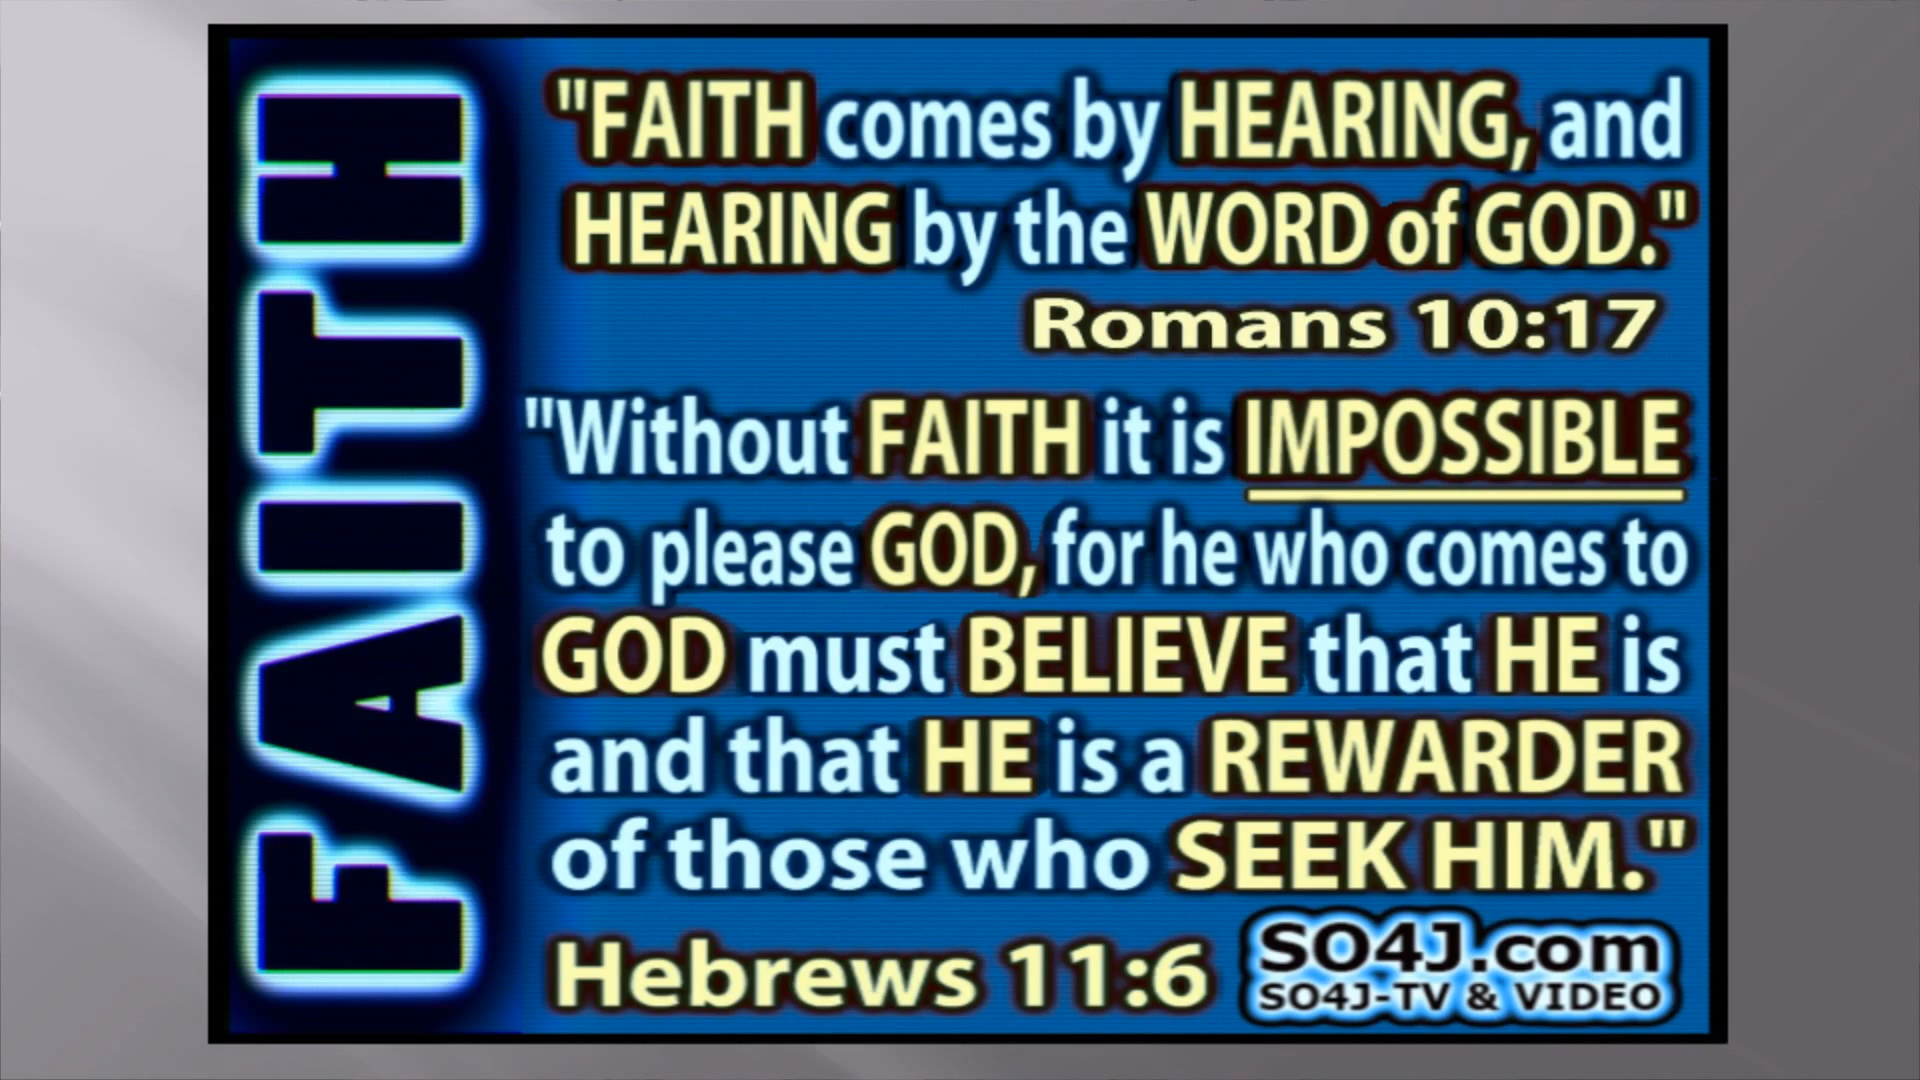 FAITH
"FAITH comes by HEARING, and
HEARING by the WORD of GOD."
Romans 10:17
"Without FAITH it is IMPOSSIBLE
to please GOD, for he who comes to
GOD must BELIEVE that HE is
and that HE is a REWARDER
of those who SEEK HIM."
Hebrews 11:6
SO4J.com
SO4J-TV & VIDEO